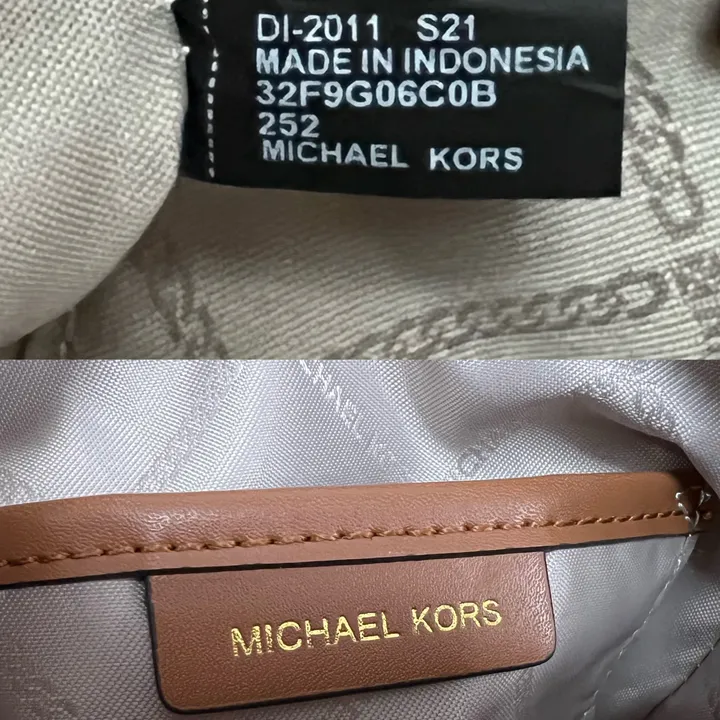 DI-2011 S21
MADE IN INDONESIA
32F9G06C0B
252
MICHAEL KORS
MICHAEL KORS